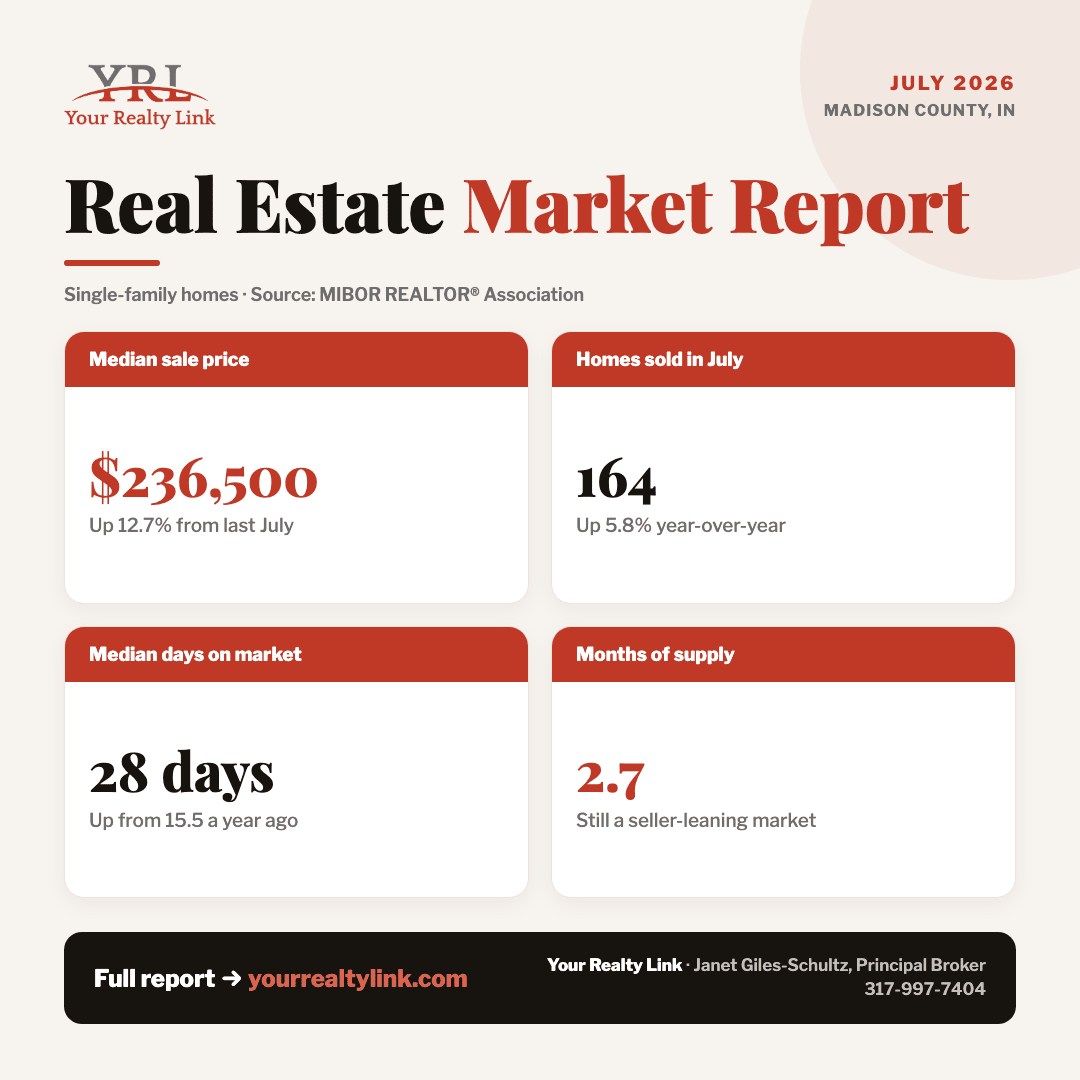 YRL
Your Realty Link
JULY 2026
MADISON COUNTY, IN
Real Estate Market Report
Single-family homes · Source: MIBOR REALTOR® Association
Median sale price
$236,500
Up 12.7% from last July
Homes sold in July
164
Up 5.8% year-over-year
Median days on market
28 days
Up from 15.5 a year ago
Months of supply
2.7
Still a seller-leaning market
Full report → yourrealtylink.com
Your Realty Link · Janet Giles-Schultz, Principal Broker
317-997-7404